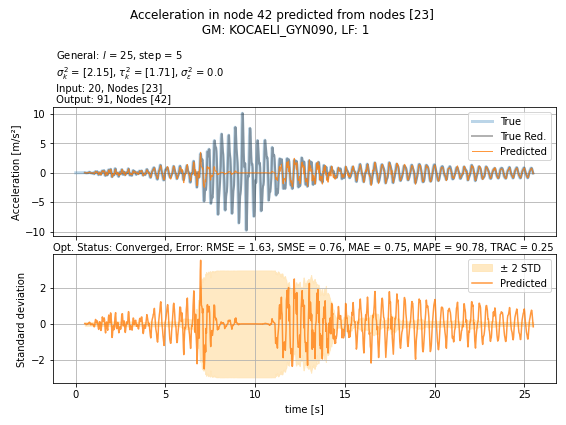 Acceleration in node 42 predicted from nodes [23]
GM: KOCAELI_GYN090, LF: 1
General: l = 25, step = 5
σ_k^2 = [2.15], τ_k^2 = [1.71], σ_ε^2 = 0.0
Input: 20, Nodes [23]
Output: 91, Nodes [42]
Acceleration [m/s²]
10
5
0
−5
−10
True
True Red.
Predicted
Opt. Status: Converged, Error: RMSE = 1.63, SMSE = 0.76, MAE = 0.75, MAPE = 90.78, TRAC = 0.25
Standard deviation
2
0
−2
± 2 STD
Predicted
0 5 10 15 20 25
time [s]